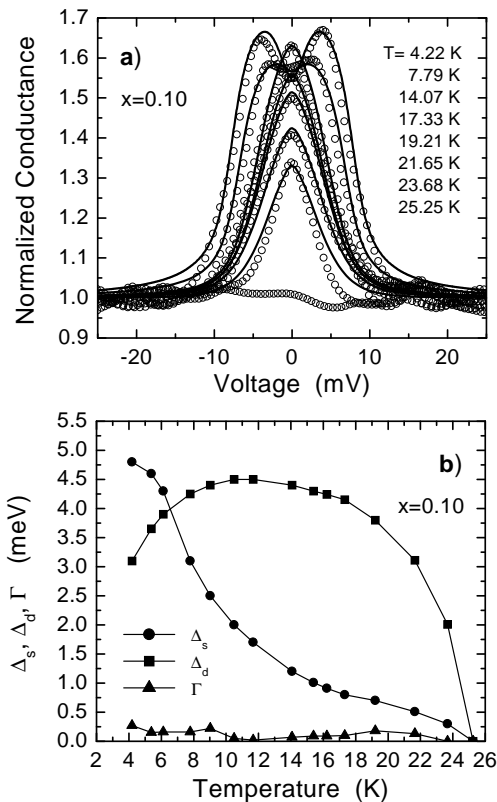 a)
x=0.10
T= 4.22 K
7.79 K
14.07 K
17.33 K
19.21 K
21.65 K
23.68 K
25.25 K
Normalized Conductance
1.7
1.6
1.5
1.4
1.3
1.2
1.1
1.0
0.9
-20 -10 0 10 20
Voltage (mV)
b)
x=0.10
Δs, Δd, Γ (meV)
5.5
5.0
4.5
4.0
3.5
3.0
2.5
2.0
1.5
1.0
0.5
0.0
Δs
Δd
Γ
2 4 6 8 10 12 14 16 18 20 22 24 26
Temperature (K)